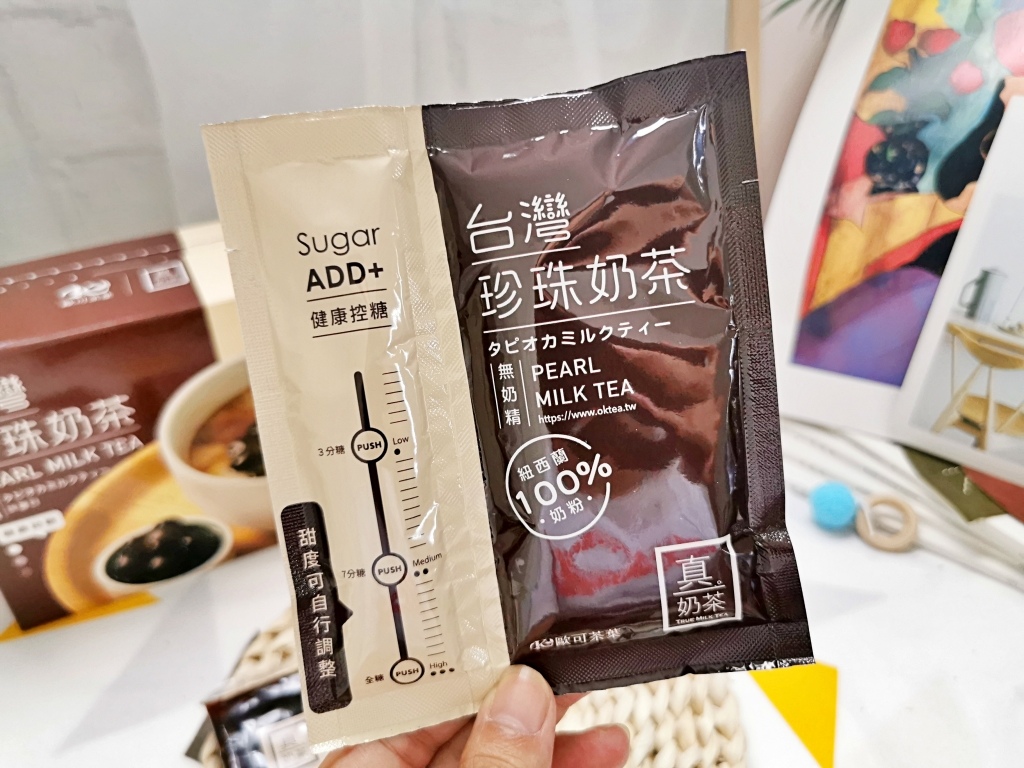 Sugar
ADD+
健康控糖
3分糖 PUSH Low
7分糖 PUSH Medium
全糖 PUSH High
甜度可自行調整
台灣
珍珠奶茶
タピオカミルクティー
無奶精
PEARL
MILK TEA
https://www.oktea.tw
紐西蘭
100%
奶粉
真。
奶茶
TRUE MILK TEA
歐可茶葉
灣
珠奶茶
EARL MILK TEA